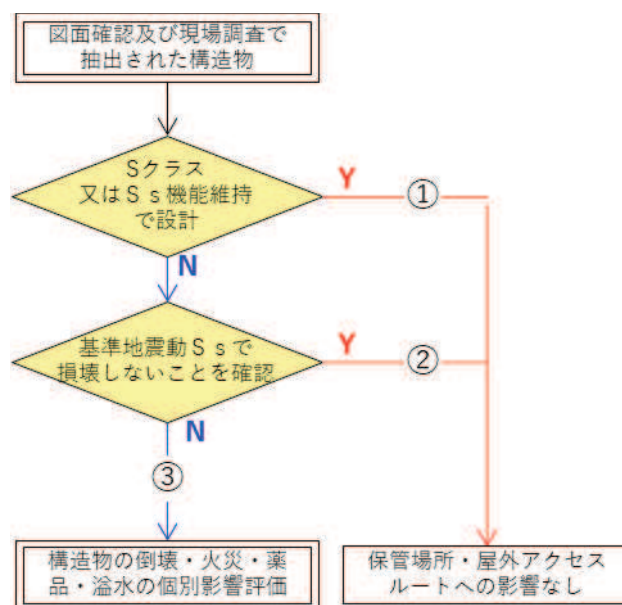 図面確認及び現場調査で
抽出された構造物
Sクラス
又はＳｓ機能維持
で設計
Y
①
N
基準地震動Ｓｓで
損壊しないことを確認
Y
②
N
③
構造物の倒壊・火災・薬
品・溢水の個別影響評価
保管場所・屋外アクセス
ルートへの影響なし